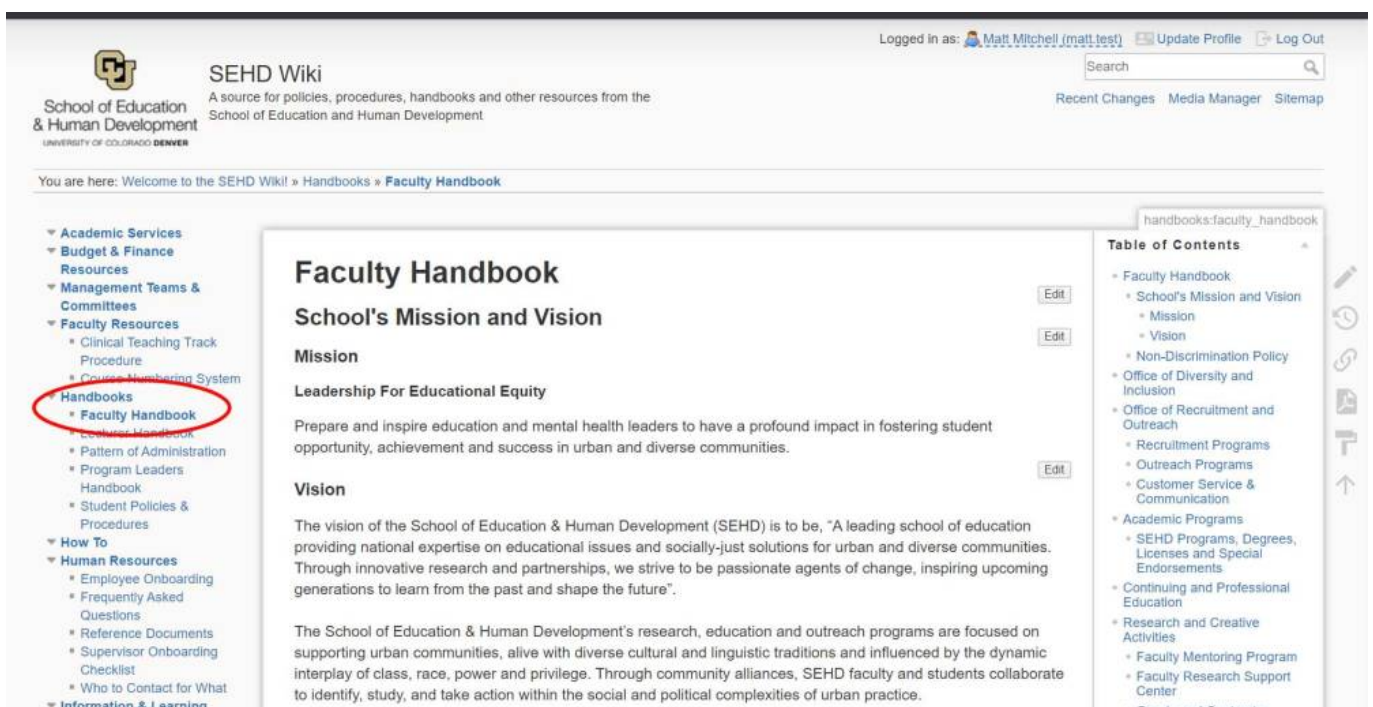 Logged in as: Matt Mitchell (matt.test) Update Profile Log Out
SEHD Wiki
A source for policies, procedures, handbooks and other resources from the
School of Education and Human Development
School of Education
& Human Development
UNIVERSITY OF COLORADO DENVER
Search
Recent Changes Media Manager Sitemap
You are here: Welcome to the SEHD Wiki! » Handbooks » Faculty Handbook
Academic Services
Budget & Finance
Resources
Management Teams &
Committees
Faculty Resources
Clinical Teaching Track
Procedure
Course Numbering System
Handbooks
Faculty Handbook
Lecturer Handbook
Pattern of Administration
Program Leaders
Handbook
Student Policies &
Procedures
How To
Human Resources
Employee Onboarding
Frequently Asked
Questions
Reference Documents
Supervisor Onboarding
Checklist
Who to Contact for What
Information & Learning
Faculty Handbook
Edit
School's Mission and Vision
Edit
Mission
Leadership For Educational Equity
Prepare and inspire education and mental health leaders to have a profound impact in fostering student
opportunity, achievement and success in urban and diverse communities.
Edit
Vision
The vision of the School of Education & Human Development (SEHD) is to be, “A leading school of education
providing national expertise on educational issues and socially-just solutions for urban and diverse communities.
Through innovative research and partnerships, we strive to be passionate agents of change, inspiring upcoming
generations to learn from the past and shape the future”.
The School of Education & Human Development's research, education and outreach programs are focused on
supporting urban communities, alive with diverse cultural and linguistic traditions and influenced by the dynamic
interplay of class, race, power and privilege. Through community alliances, SEHD faculty and students collaborate
to identify, study, and take action within the social and political complexities of urban practice.
handbooks:faculty_handbook
Table of Contents
Faculty Handbook
School's Mission and Vision
Mission
Vision
Non-Discrimination Policy
Office of Diversity and
Inclusion
Office of Recruitment and
Outreach
Recruitment Programs
Outreach Programs
Customer Service &
Communication
Academic Programs
SEHD Programs, Degrees,
Licenses and Special
Endorsements
Continuing and Professional
Education
Research and Creative
Activities
Faculty Mentoring Program
Faculty Research Support
Center